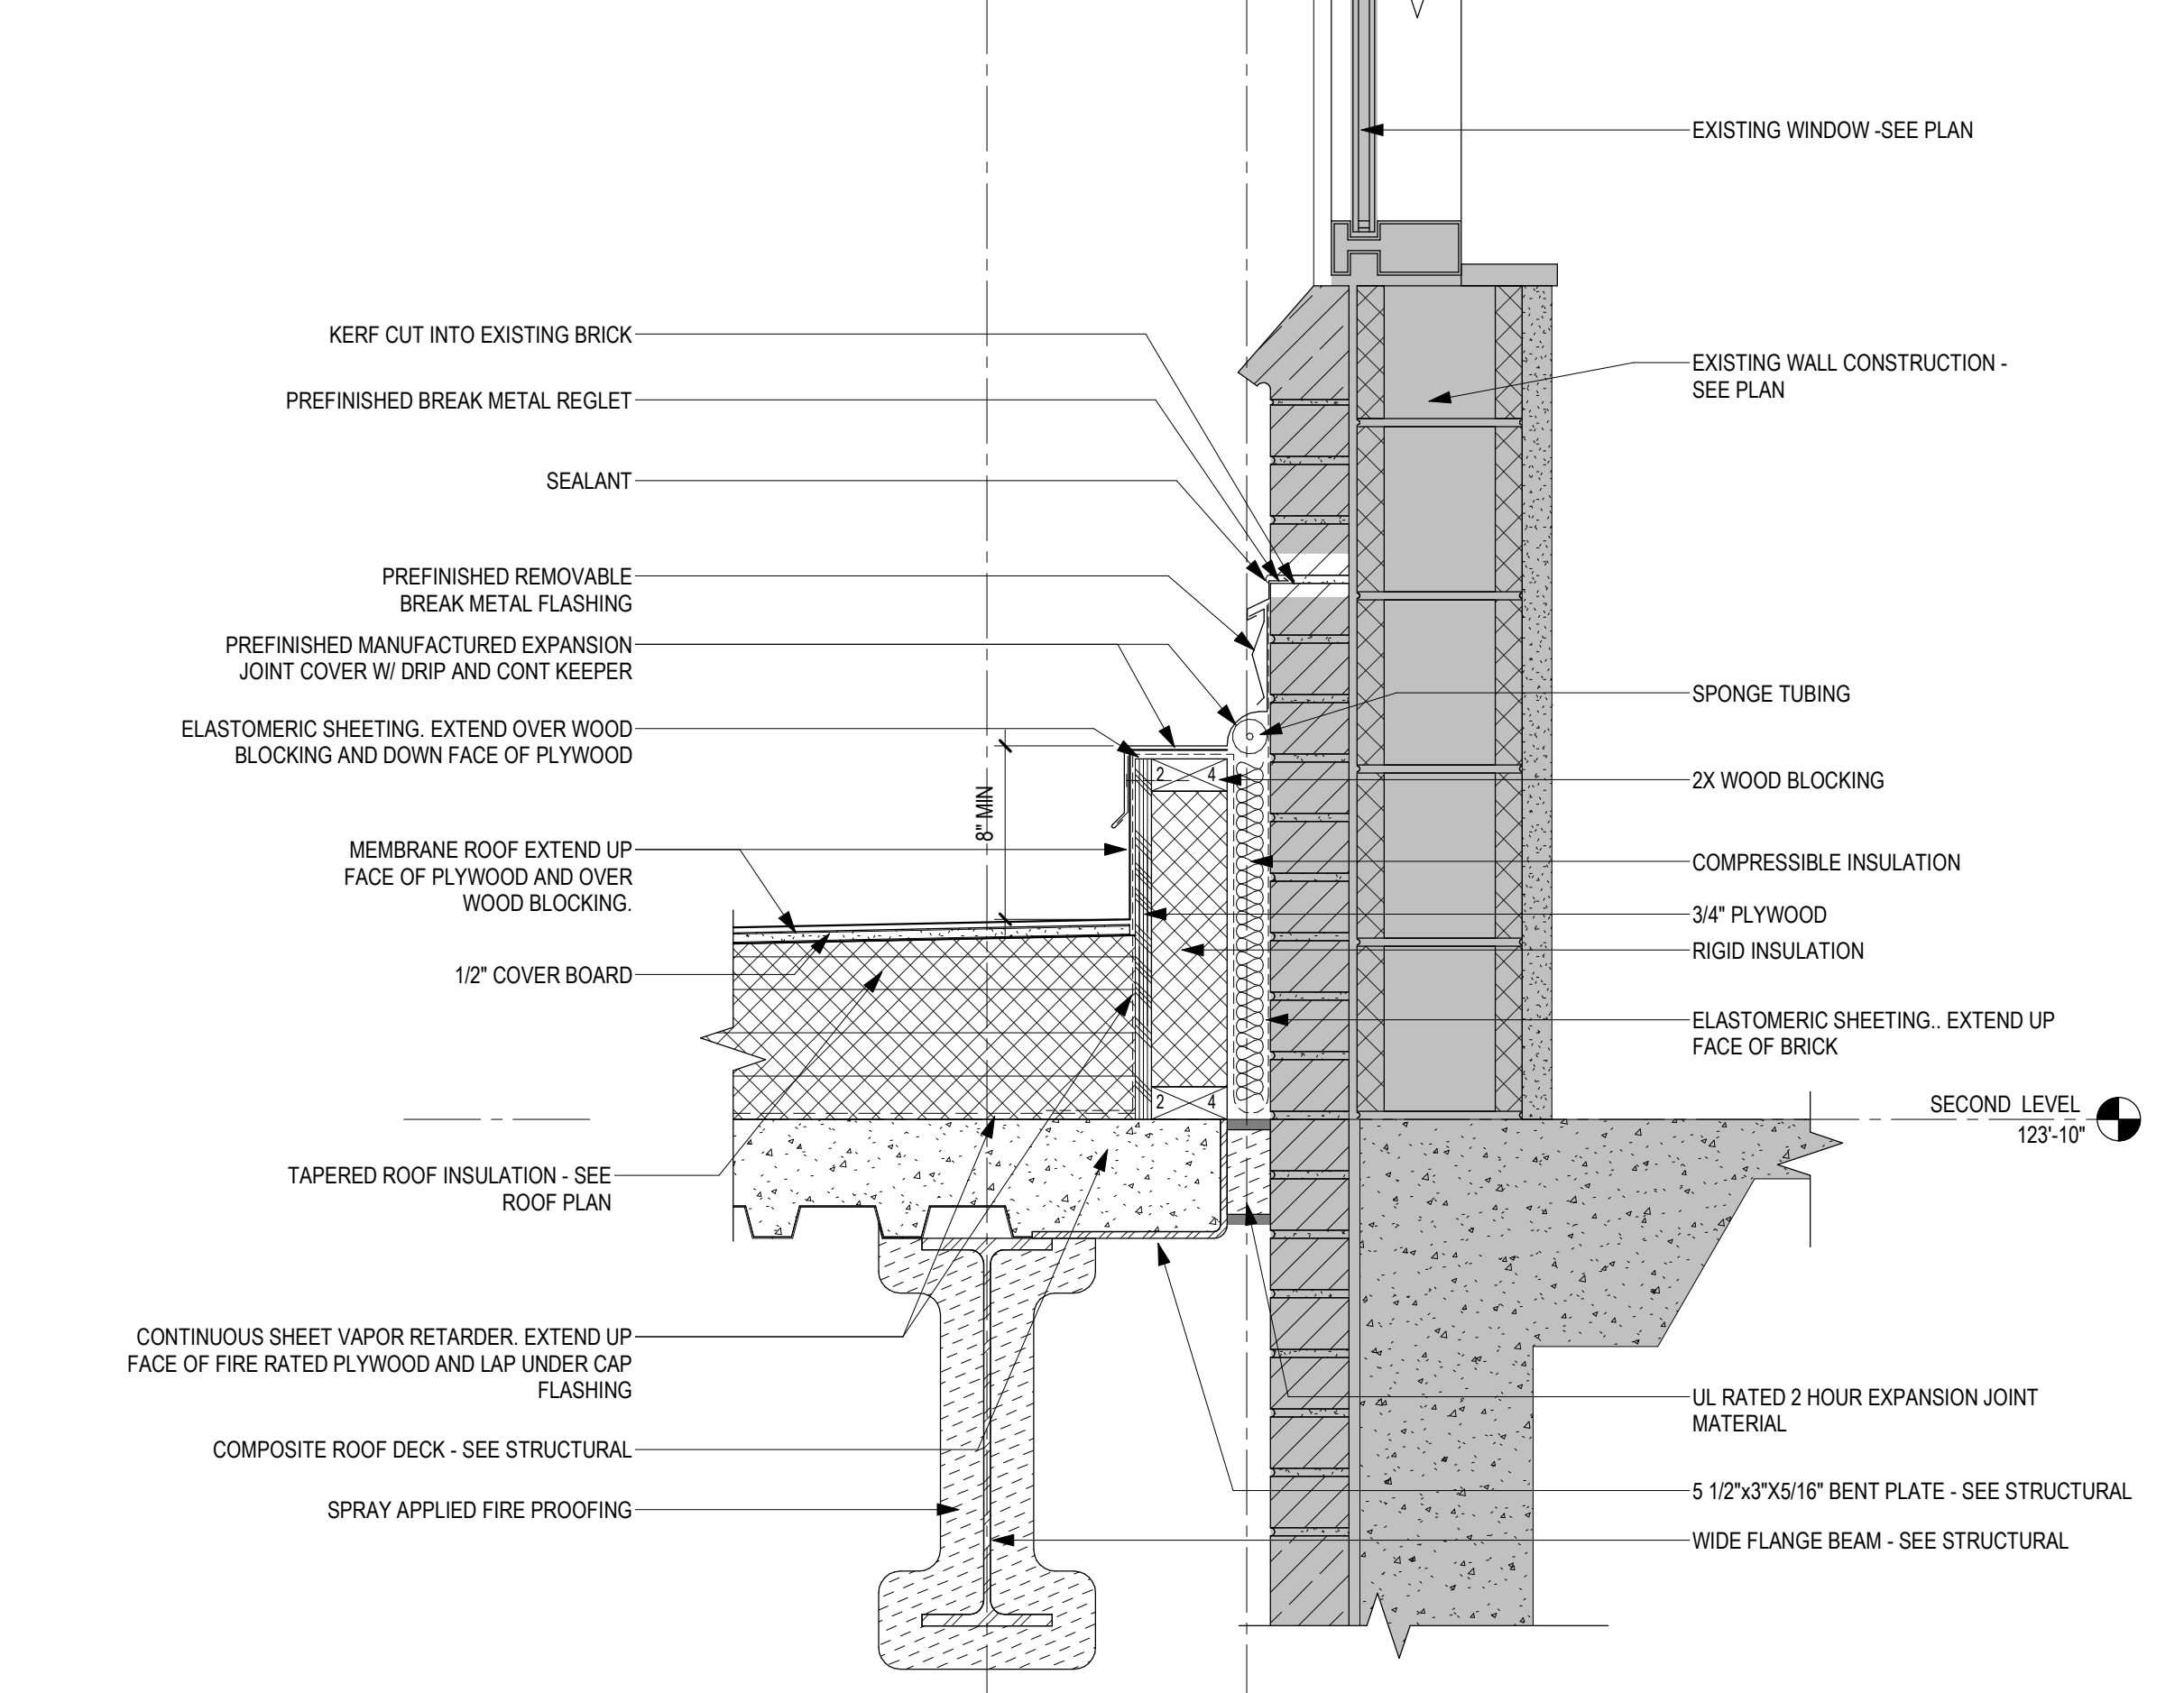 KERF CUT INTO EXISTING BRICK
PREFINISHED BREAK METAL REGLET
SEALANT
PREFINISHED REMOVABLE
BREAK METAL FLASHING
PREFINISHED MANUFACTURED EXPANSION
JOINT COVER W/ DRIP AND CONT KEEPER
ELASTOMERIC SHEETING. EXTEND OVER WOOD
BLOCKING AND DOWN FACE OF PLYWOOD
8" MIN
MEMBRANE ROOF EXTEND UP
FACE OF PLYWOOD AND OVER
WOOD BLOCKING.
1/2" COVER BOARD
TAPERED ROOF INSULATION - SEE
ROOF PLAN
CONTINUOUS SHEET VAPOR RETARDER. EXTEND UP
FACE OF FIRE RATED PLYWOOD AND LAP UNDER CAP
FLASHING
COMPOSITE ROOF DECK - SEE STRUCTURAL
SPRAY APPLIED FIRE PROOFING
2 4
2 4
EXISTING WINDOW -SEE PLAN
EXISTING WALL CONSTRUCTION -
SEE PLAN
SPONGE TUBING
2X WOOD BLOCKING
COMPRESSIBLE INSULATION
3/4" PLYWOOD
RIGID INSULATION
ELASTOMERIC SHEETING.. EXTEND UP
FACE OF BRICK
SECOND LEVEL
123'-10"
UL RATED 2 HOUR EXPANSION JOINT
MATERIAL
5 1/2"x3"X5/16" BENT PLATE - SEE STRUCTURAL
WIDE FLANGE BEAM - SEE STRUCTURAL